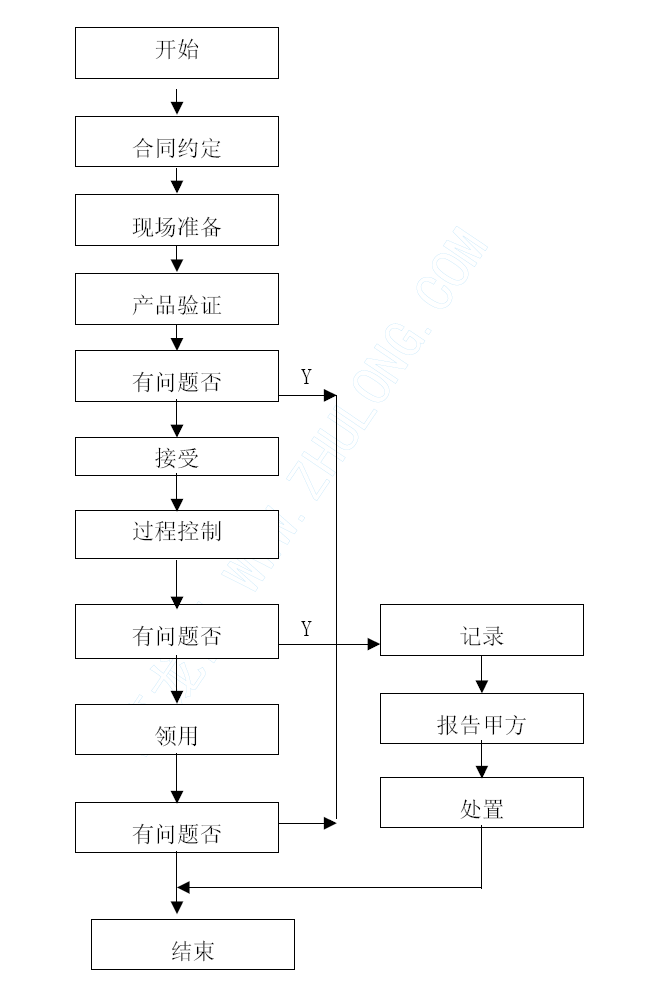 开始
合同约定
现场准备
产品验证
有问题否
Y
接受
过程控制
有问题否
Y
记录
报告甲方
领用
处置
有问题否
结束
WWW.ZHULONG.COM